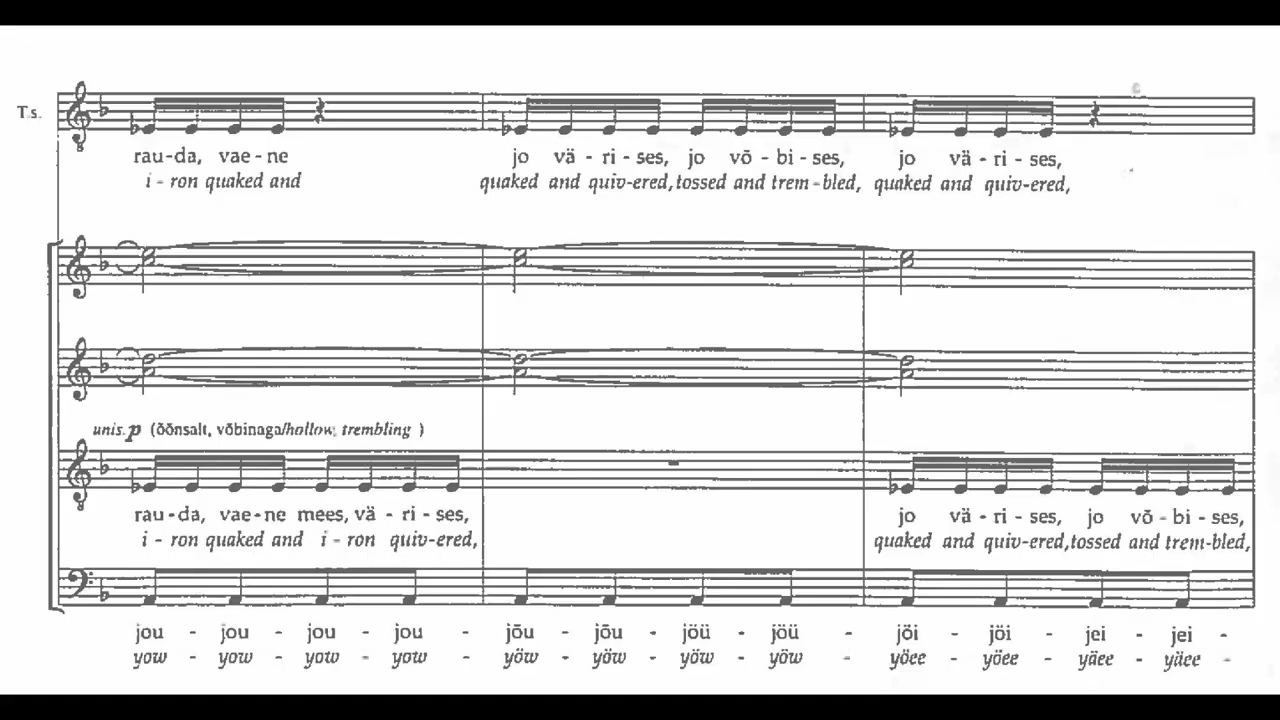 T.s.
rau-da, vae-ne jo vä-ri-ses, jo võ-bi-ses, jo vä-ri-ses,
i-ron quaked and quaked and quiv-ered, tossed and trem-bled, quaked and quiv-ered,
unis. p (õõnsalt, võbinaga/hollow, trembling)
rau-da, vae-ne mees, vä-ri-ses, jo vä-ri-ses, jo võ-bi-ses,
i-ron quaked and i-ron quiv-ered, quaked and quiv-ered, tossed and trem-bled,
jou - jou - jou - jou - jõu - jõu - jöü - jöü - jöi - jöi - jei - jei -
yow - yow - yow - yow - yöw - yöw - yöw - yöw - yöee - yöee - yäee - yäee -